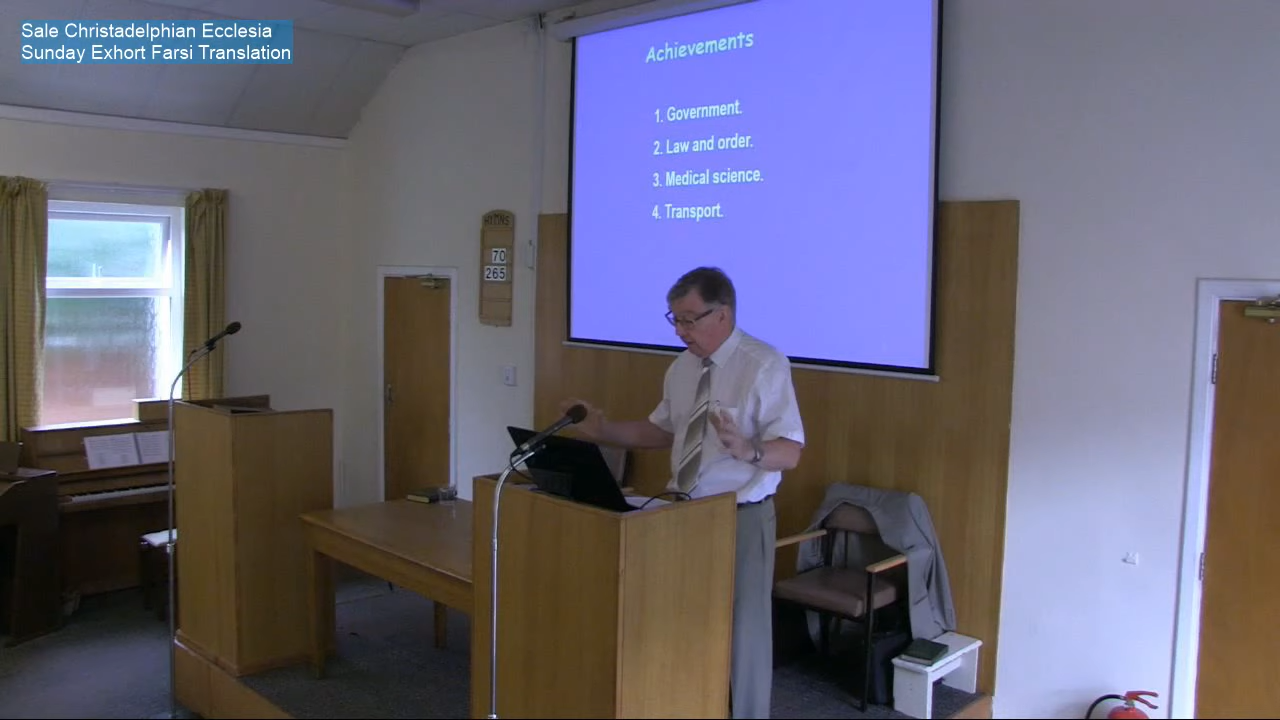 Sale Christadelphian Ecclesia
Sunday Exhort Farsi Translation
Achievements
1. Government.
2. Law and order.
3. Medical science.
4. Transport.
HYMNS
70
265